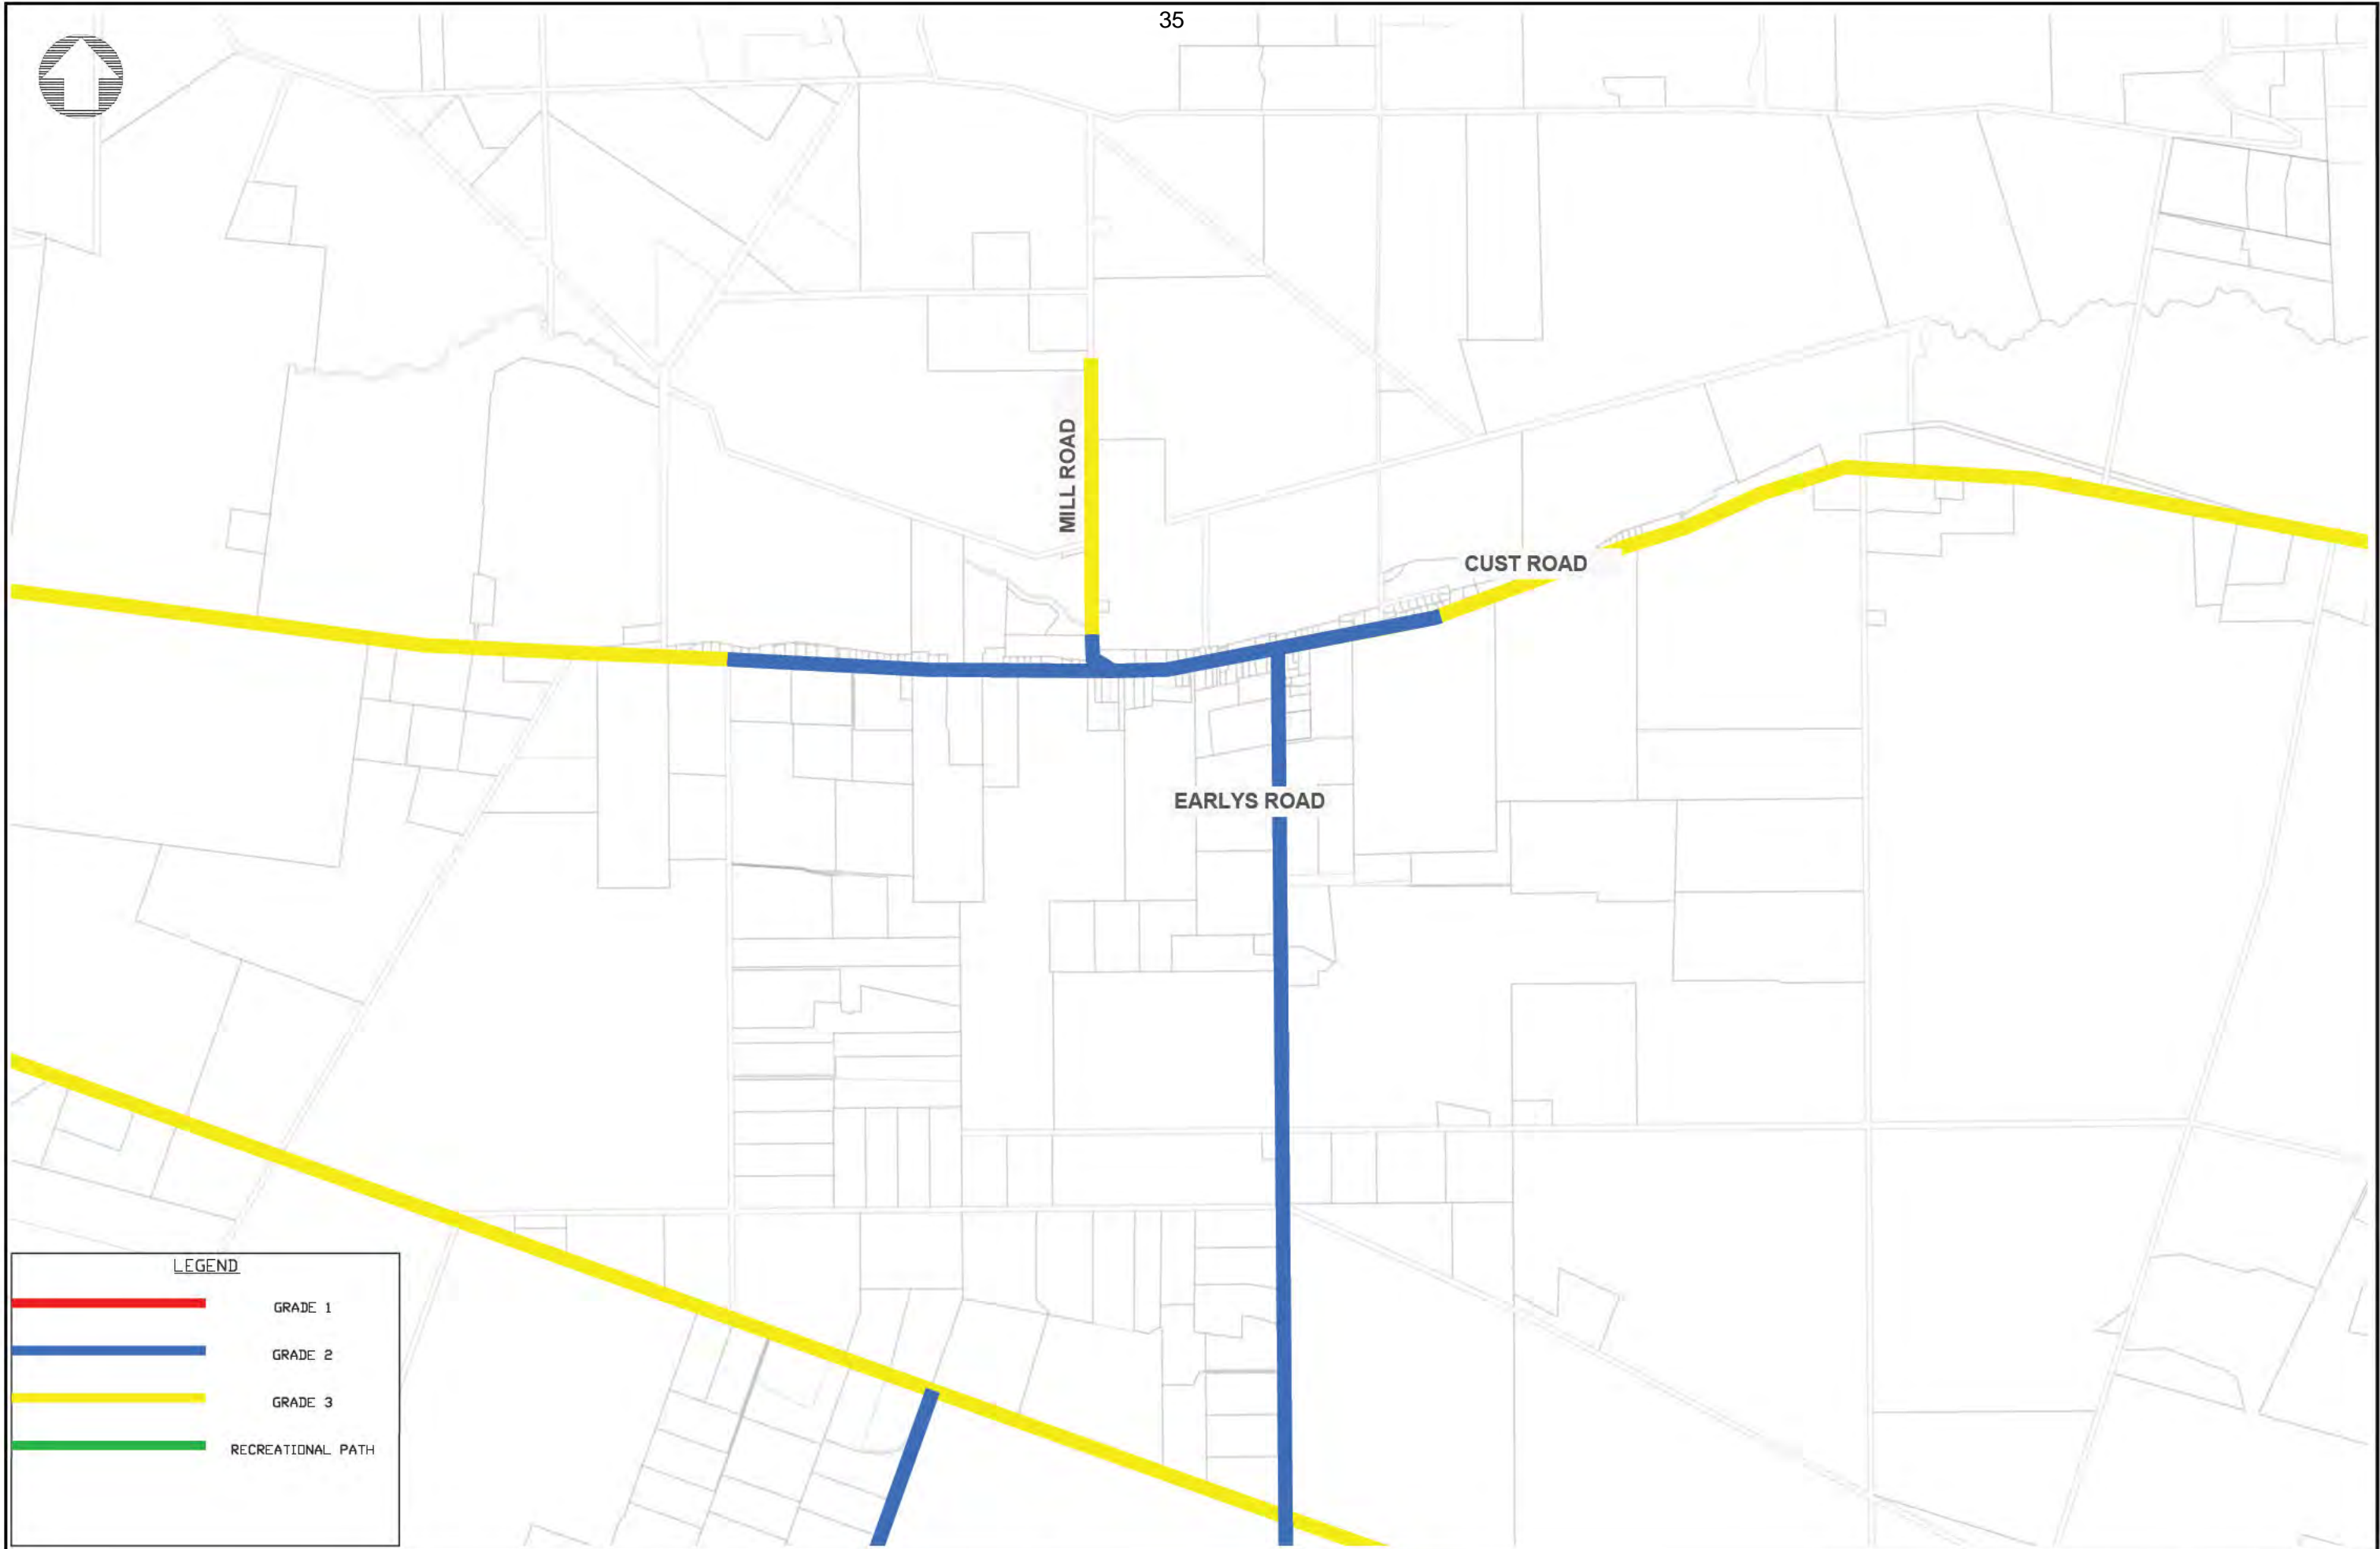 35
MILL ROAD
CUST ROAD
EARLYS ROAD
LEGEND
GRADE 1
GRADE 2
GRADE 3
RECREATIONAL PATH